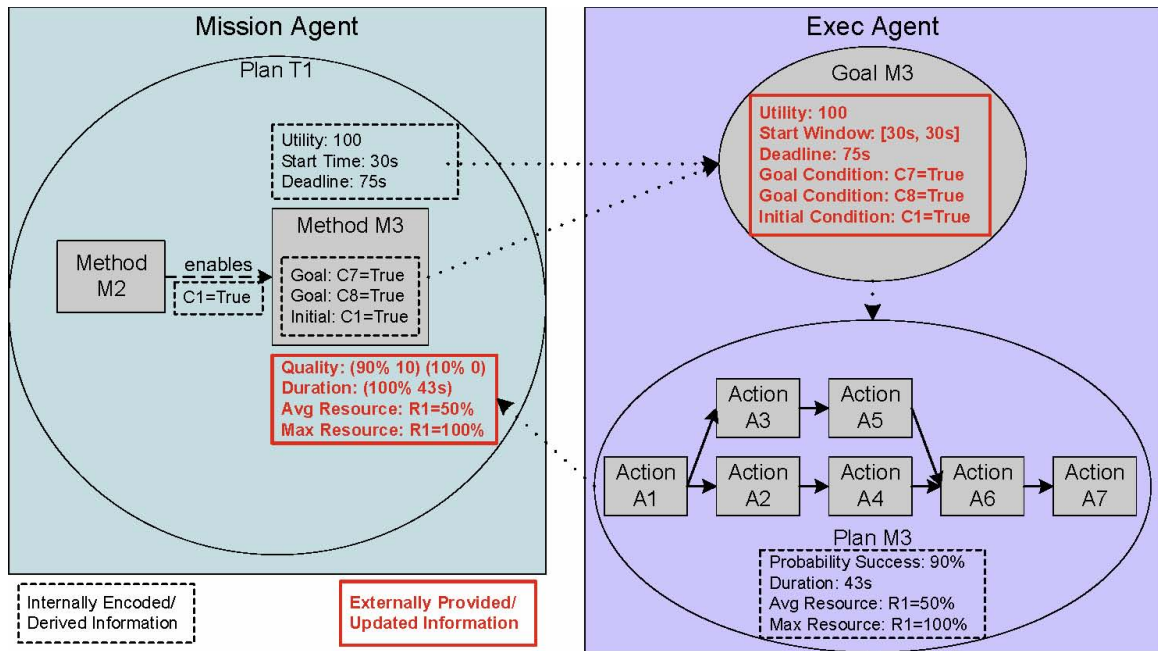 Mission Agent
Plan T1
Utility: 100
Start Time: 30s
Deadline: 75s
Method M3
Method
M2
enables
C1=True
Goal: C7=True
Goal: C8=True
Initial: C1=True
Quality: (90% 10) (10% 0)
Duration: (100% 43s)
Avg Resource: R1=50%
Max Resource: R1=100%
Internally Encoded/
Derived Information
Externally Provided/
Updated Information
Exec Agent
Goal M3
Utility: 100
Start Window: [30s, 30s]
Deadline: 75s
Goal Condition: C7=True
Goal Condition: C8=True
Initial Condition: C1=True
Action
A3
Action
A5
Action
A1
Action
A2
Action
A4
Action
A6
Action
A7
Plan M3
Probability Success: 90%
Duration: 43s
Avg Resource: R1=50%
Max Resource: R1=100%